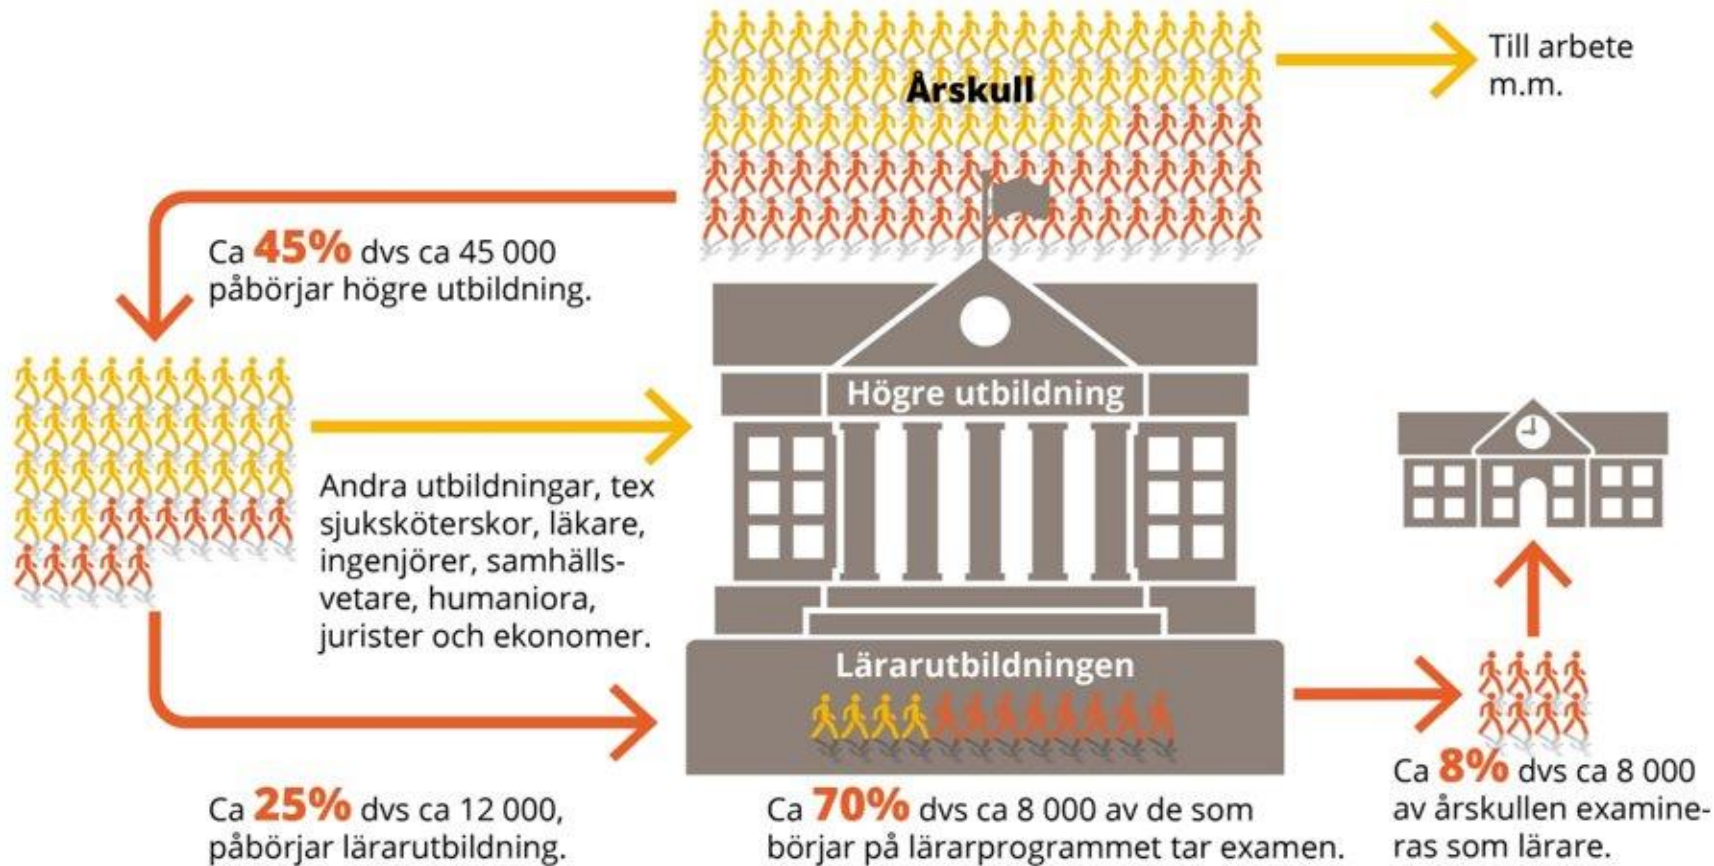 Årskull
Till arbete
m.m.
Ca 45% dvs ca 45 000
påbörjar högre utbildning.
Högre utbildning
Andra utbildningar, tex
sjuksköterskor, läkare,
ingenjörer, samhälls-
vetare, humaniora,
jurister och ekonomer.
Lärarutbildningen
Ca 25% dvs ca 12 000,
påbörjar lärarutbildning.
Ca 70% dvs ca 8 000 av de som
börjar på lärarprogrammet tar examen.
Ca 8% dvs ca 8 000
av årskullen examine-
ras som lärare.